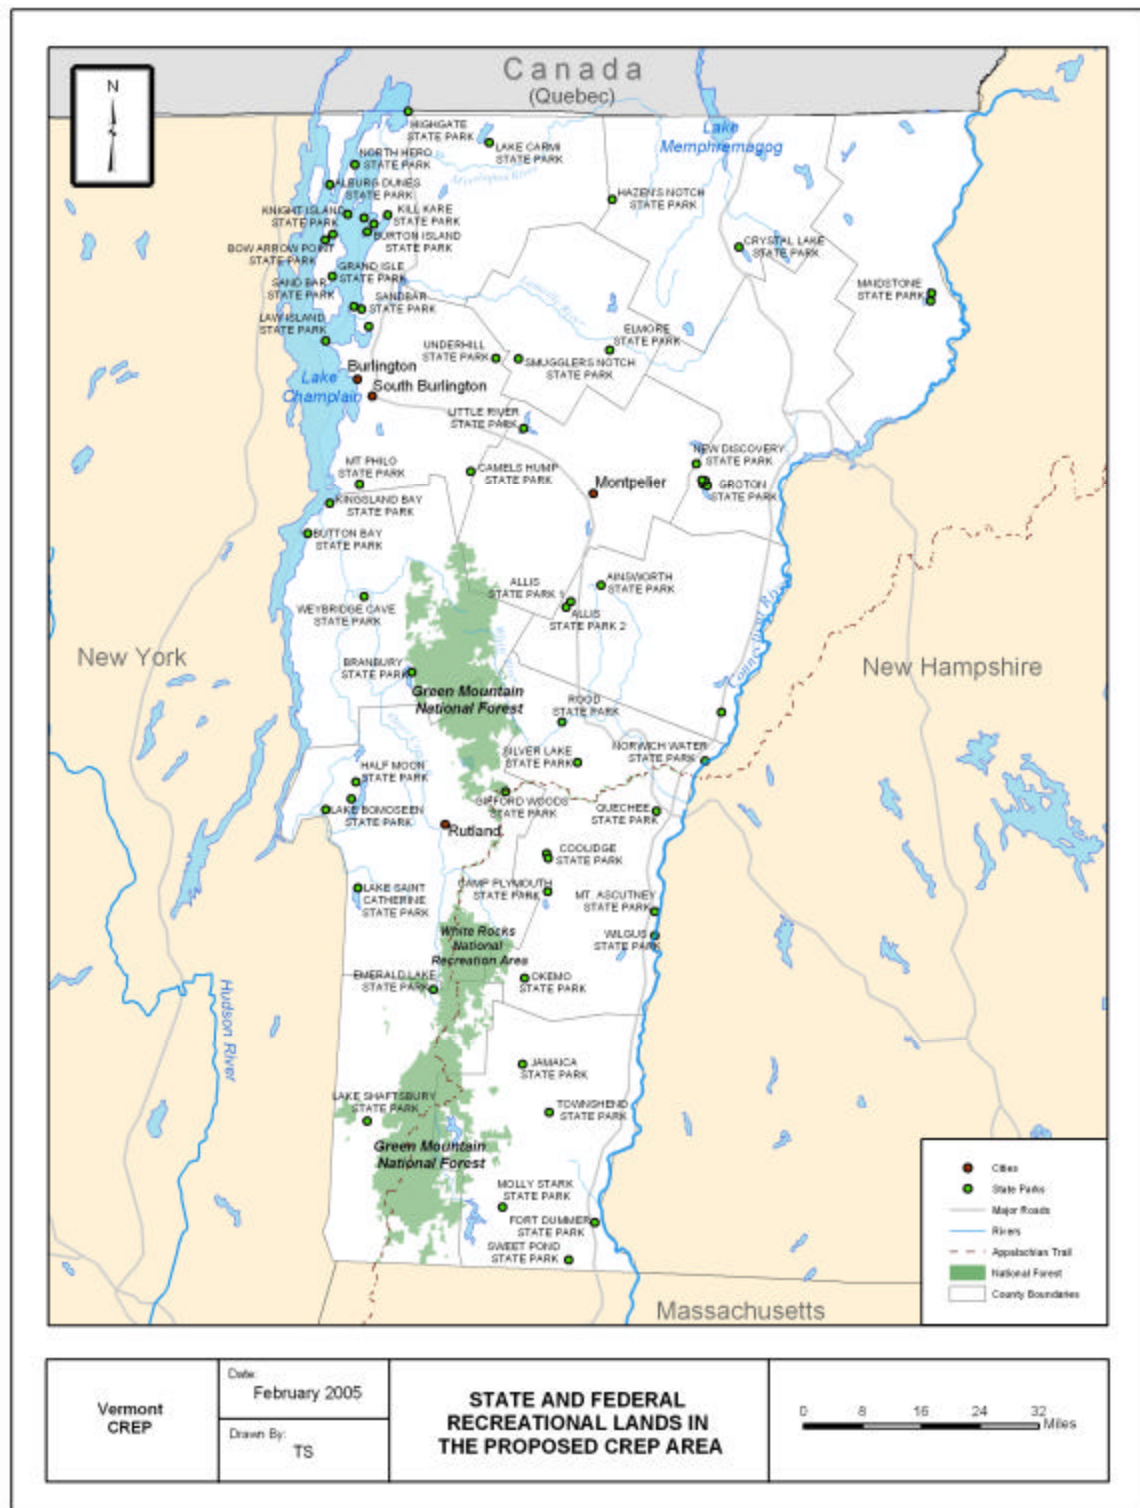 Canada
(Quebec)
N
HIGHGATE
STATE PARK
LAKE CARMI
STATE PARK
Lake
Memphremagog
NORTH HERO
STATE PARK
Missisquoi River
ALBURG DUNES
STATE PARK
HAZEN'S NOTCH
STATE PARK
KNIGHT ISLAND
STATE PARK
KILL KARE
STATE PARK
BURTON ISLAND
STATE PARK
BOW ARROW POINT
STATE PARK
CRYSTAL LAKE
STATE PARK
GRAND ISLE
STATE PARK
SAND BAR
STATE PARK
MAIDSTONE
STATE PARK
SANDBAR
STATE PARK
LAW ISLAND
STATE PARK
ELMORE
STATE PARK
UNDERHILL
STATE PARK
SMUGGLERS NOTCH
STATE PARK
Burlington
South Burlington
Lake
Champlain
LITTLE RIVER
STATE PARK
NEW DISCOVERY
STATE PARK
MT PHILO
STATE PARK
CAMELS HUMP
STATE PARK
Montpelier
GROTON
STATE PARK
KINGSLAND BAY
STATE PARK
BUTTON BAY
STATE PARK
AINSWORTH
STATE PARK
ALLIS
STATE PARK 1
ALLIS
STATE PARK 2
WEYBRIDGE CAVE
STATE PARK
Connecticut River
New York
New Hampshire
BRANBURY
STATE PARK
Green Mountain
National Forest
ROOD
STATE PARK
SILVER LAKE
STATE PARK
NORWICH WATER
STATE PARK
HALF MOON
STATE PARK
GIFFORD WOODS
STATE PARK
QUECHEE
STATE PARK
LAKE BOMOSEEN
STATE PARK
Rutland
COOLIDGE
STATE PARK
LAKE SAINT
CATHERINE
STATE PARK
CAMP PLYMOUTH
STATE PARK
MT. ASCUTNEY
STATE PARK
WILGUS
STATE PARK
White Rocks
National
Recreation Area
EMERALD LAKE
STATE PARK
OKEMO
STATE PARK
Hudson River
JAMAICA
STATE PARK
LAKE SHAFTSBURY
STATE PARK
TOWNSHEND
STATE PARK
Green Mountain
National Forest
MOLLY STARK
STATE PARK
FORT DUMMER
STATE PARK
SWEET POND
STATE PARK
Massachusetts
Cities
State Parks
Major Roads
Rivers
Appalachian Trail
National Forest
County Boundaries
Vermont
CREP
Date:
February 2005
Drawn By:
TS
STATE AND FEDERAL
RECREATIONAL LANDS IN
THE PROPOSED CREP AREA
0 8 16 24 32
Miles